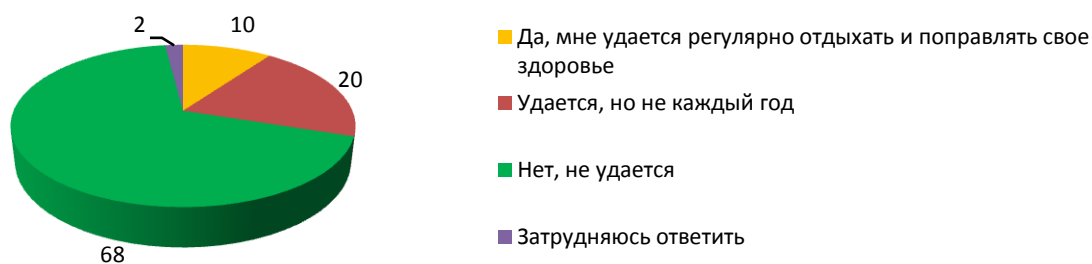 2
10
20
68
Да, мне удается регулярно отдыхать и поправлять свое
здоровье
Удается, но не каждый год
Нет, не удается
Затрудняюсь ответить